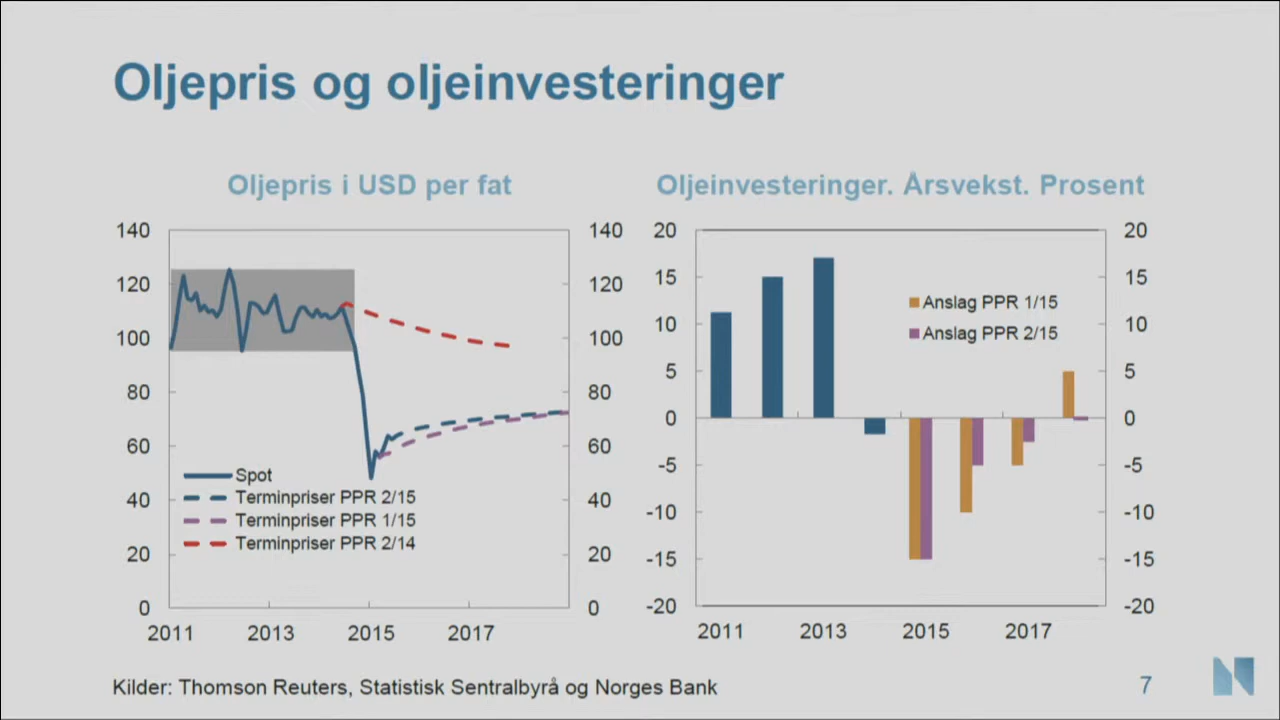 Oljepris og oljeinvesteringer
Oljepris i USD per fat
140 140
120 120
100 100
80 80
60 60
40 40
20 20
0 0
Spot
Terminpriser PPR 2/15
Terminpriser PPR 1/15
Terminpriser PPR 2/14
2011 2013 2015 2017
Oljeinvesteringer. Årsvekst. Prosent
20 20
15 15
10 10
5 5
0 0
-5 -5
-10 -10
-15 -15
-20 -20
Anslag PPR 1/15
Anslag PPR 2/15
2011 2013 2015 2017
Kilder: Thomson Reuters, Statistisk Sentralbyrå og Norges Bank
7